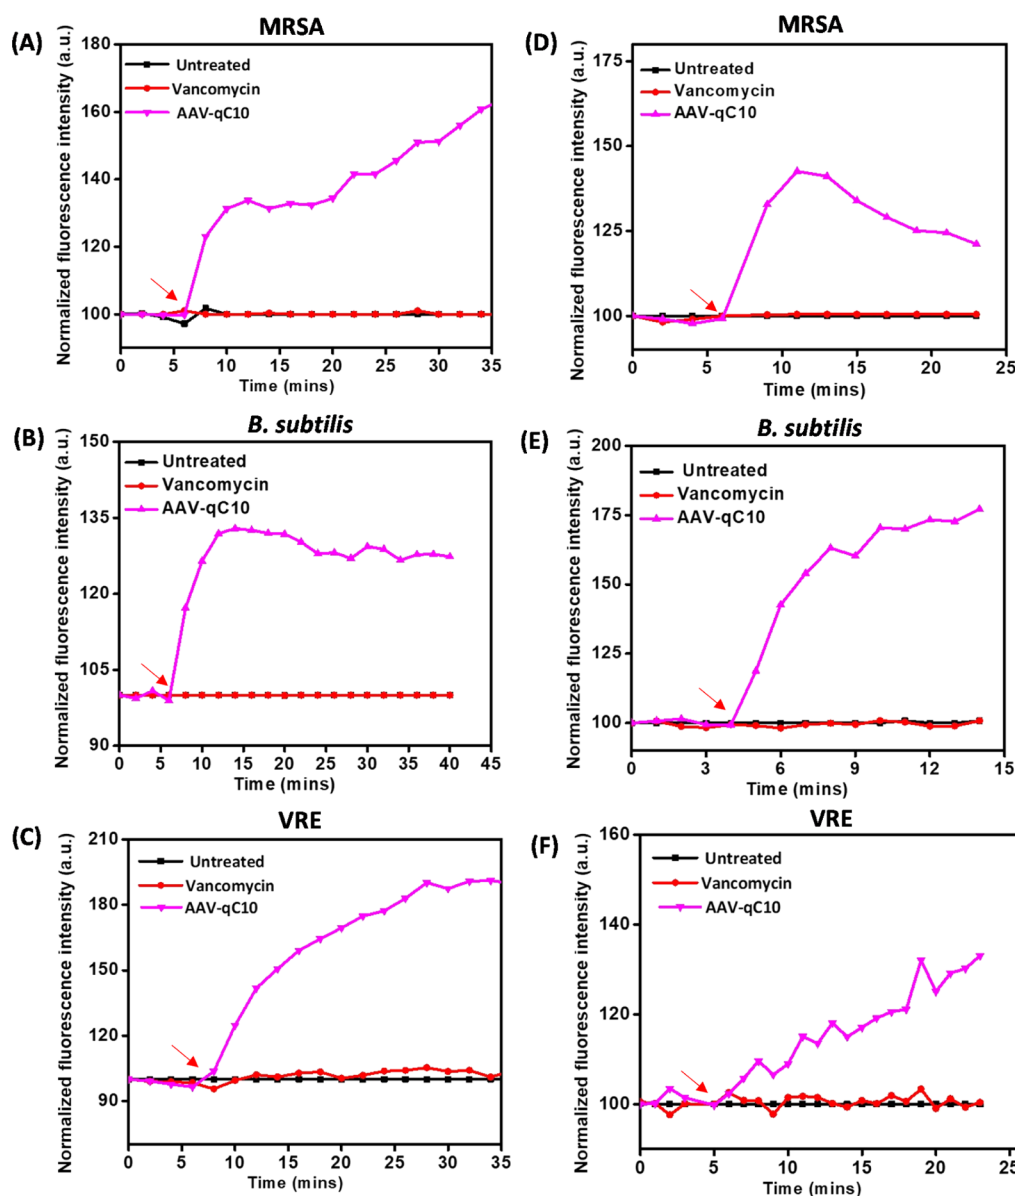 (A)
MRSA
Normalized fluorescence intensity (a.u.)
180
160
140
120
100
Untreated
Vancomycin
AAV-qC10
0 5 10 15 20 25 30 35
Time (mins)
(D)
MRSA
Normalized fluorescence intensity (a.u.)
175
150
125
100
Untreated
Vancomycin
AAV-qC10
0 5 10 15 20 25
Time (mins)
(B)
B. subtilis
Normalized fluorescence intensity (a.u.)
150
135
120
105
90
Untreated
Vancomycin
AAV-qC10
0 5 10 15 20 25 30 35 40 45
Time (mins)
(E)
B. subtilis
Normalized fluorescence intensity (a.u.)
200
175
150
125
100
Untreated
Vancomycin
AAV-qC10
0 3 6 9 12 15
Time (mins)
(C)
VRE
Normalized fluorescence intensity (a.u.)
210
180
150
120
90
Untreated
Vancomycin
AAV-qC10
0 5 10 15 20 25 30 35
Time (mins)
(F)
VRE
Normalized fluorescence intensity (a.u.)
160
140
120
100
Untreated
Vancomycin
AAV-qC10
0 5 10 15 20 25
Time (mins)